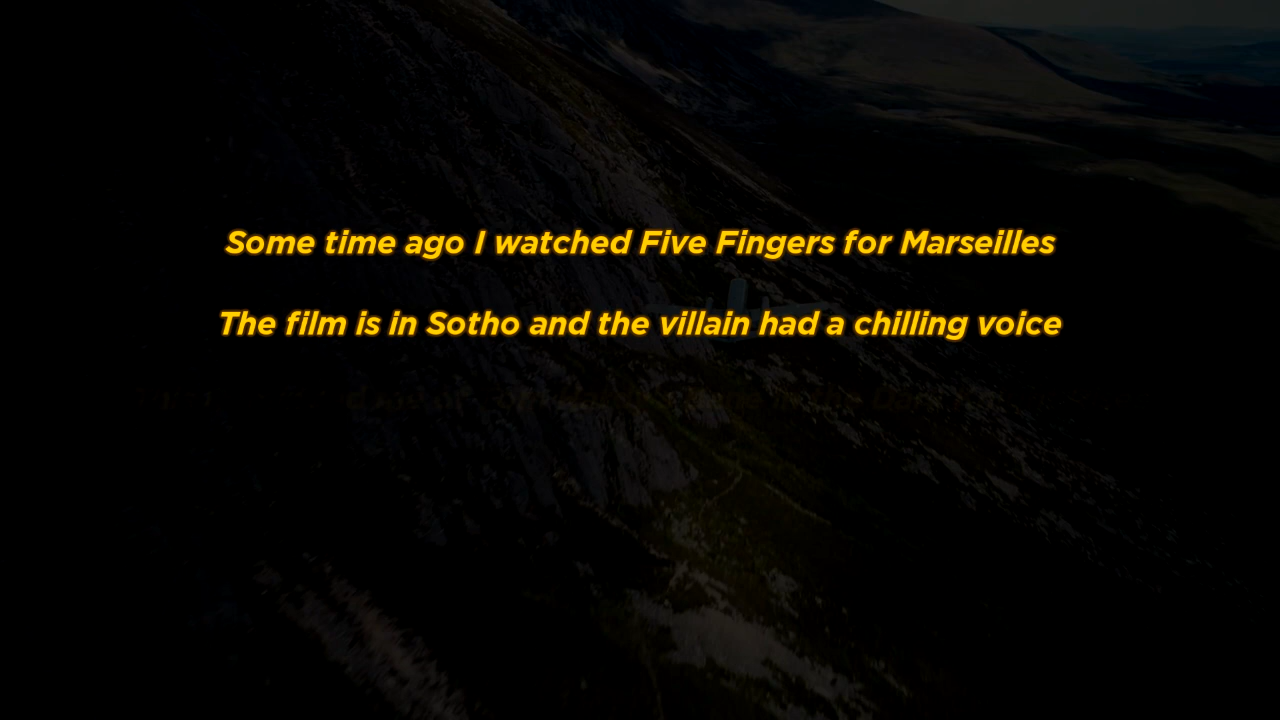 Some time ago I watched Five Fingers for Marseilles
The film is in Sotho and the villain had a chilling voice